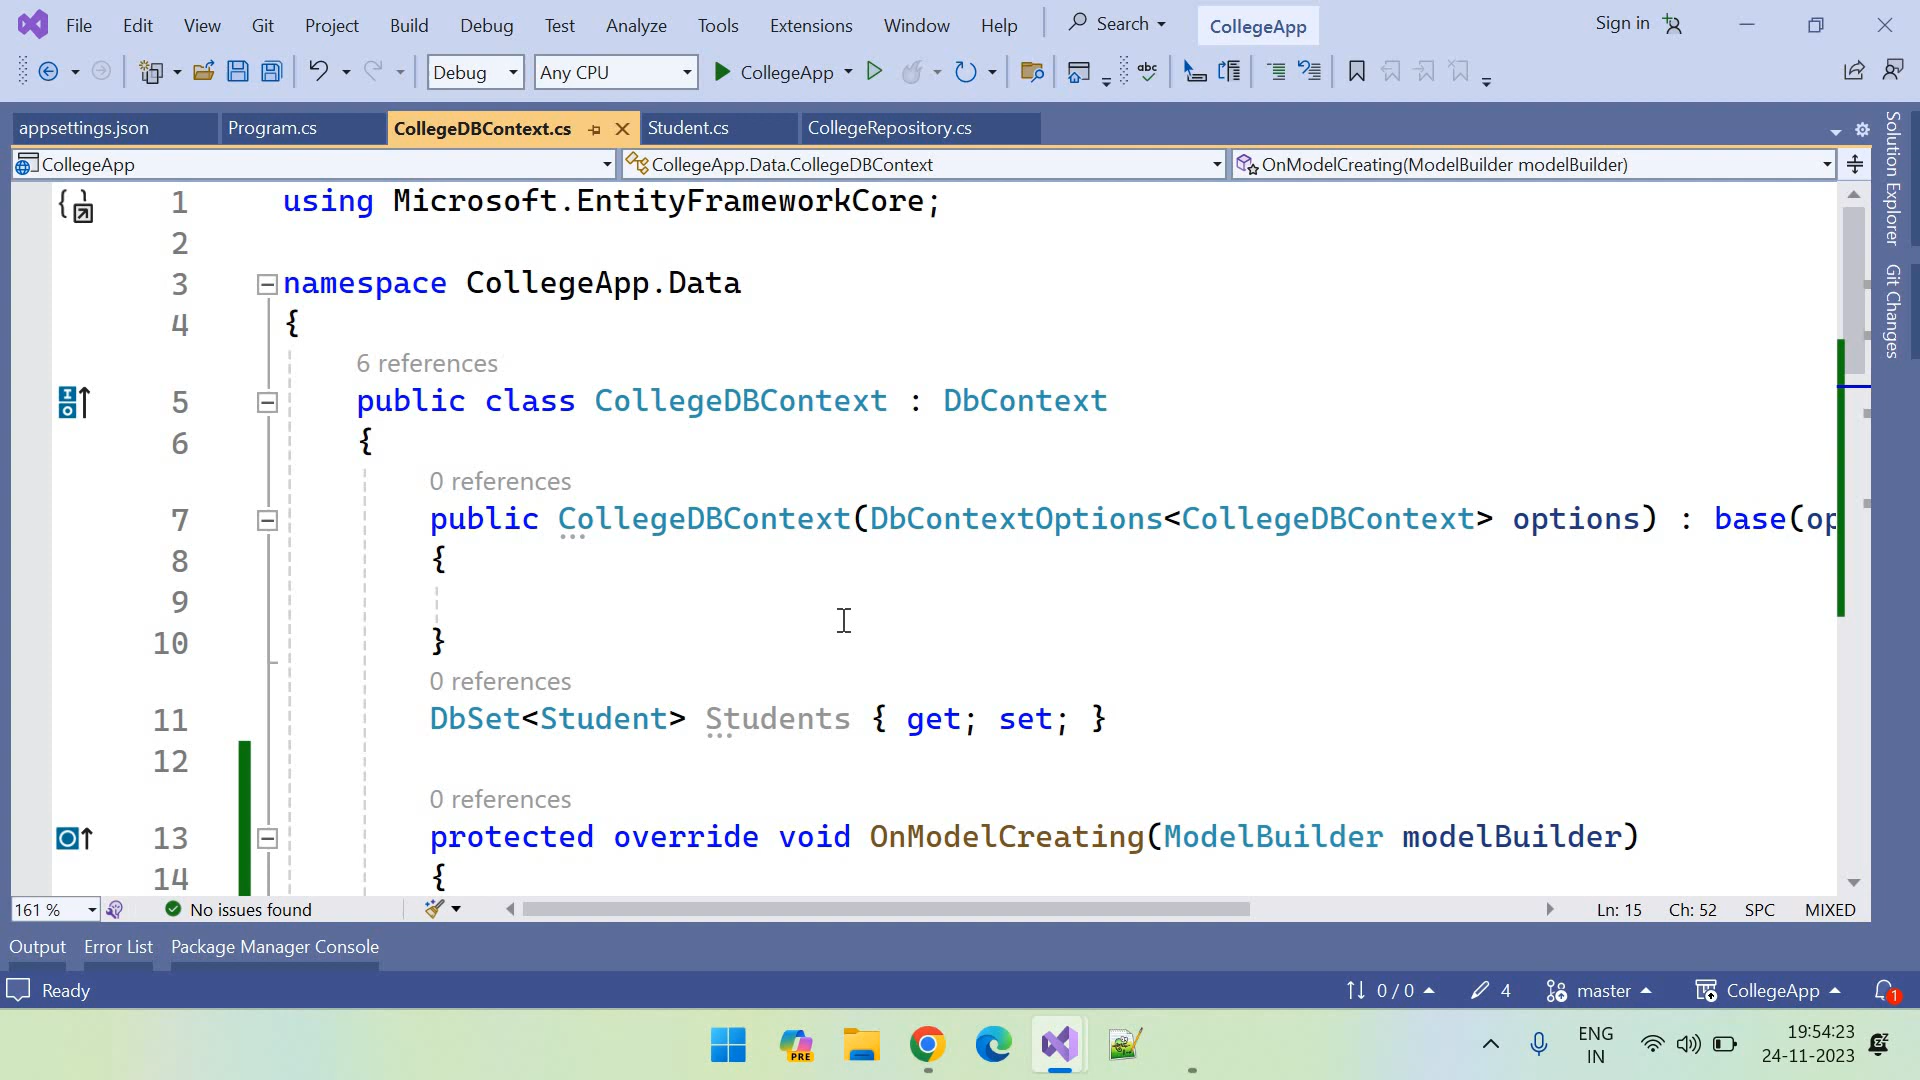 File Edit View Git Project Build Debug Test Analyze Tools Extensions Window Help Search CollegeApp Sign in
Debug Any CPU CollegeApp
appsettings.json Program.cs CollegeDBContext.cs Student.cs CollegeRepository.cs
CollegeApp CollegeApp.Data.CollegeDBContext OnModelCreating(ModelBuilder modelBuilder)
1 using Microsoft.EntityFrameworkCore;
2
3 namespace CollegeApp.Data
4 {
6 references
5 public class CollegeDBContext : DbContext
6 {
0 references
7 public CollegeDBContext(DbContextOptions<CollegeDBContext> options) : base(op
8 {
9
10 }
0 references
11 DbSet<Student> Students { get; set; }
12
0 references
13 protected override void OnModelCreating(ModelBuilder modelBuilder)
14 {
Solution Explorer
Git Changes
161 % No issues found Ln: 15 Ch: 52 SPC MIXED
Output Error List Package Manager Console
Ready 0 / 0 4 master CollegeApp 1
PRE
ENG
IN
19:54:23
24-11-2023